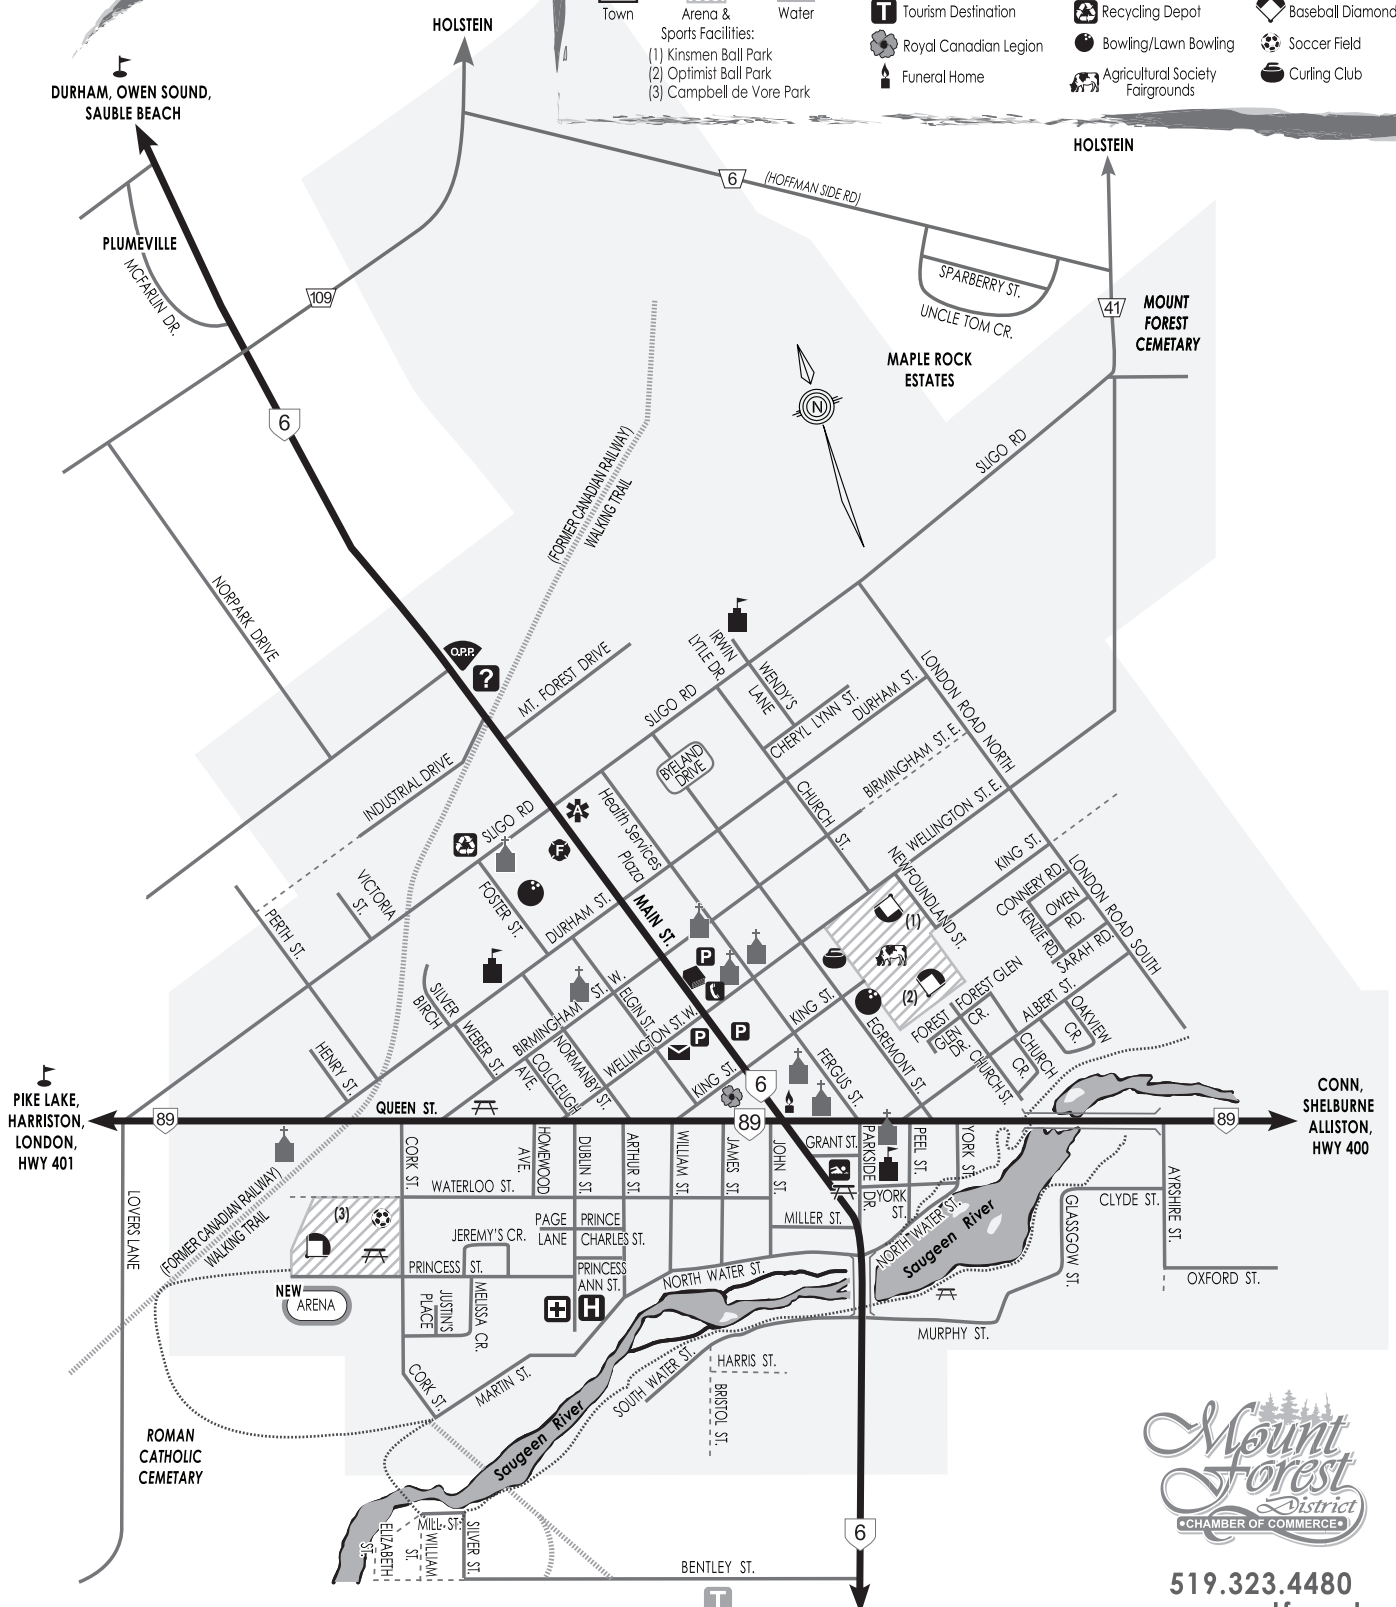 Town
Arena &
Sports Facilities:
(1) Kinsmen Ball Park
(2) Optimist Ball Park
(3) Campbell de Vore Park
Water
T Tourism Destination
Royal Canadian Legion
Funeral Home
Recycling Depot
Bowling/Lawn Bowling
Agricultural Society
Fairgrounds
Baseball Diamond
Soccer Field
Curling Club
HOLSTEIN
DURHAM, OWEN SOUND,
SAUBLE BEACH
HOLSTEIN
6
(HOFFMAN SIDE RD)
PLUMEVILLE
MCFARLIN DR.
109
SPARBERRY ST.
UNCLE TOM CR.
41
MOUNT
FOREST
CEMETARY
MAPLE ROCK
ESTATES
N
6
SLIGO RD
(FORMER CANADIAN RAILWAY)
WALKING TRAIL
NORPARK DRIVE
O.P.P.
?
MT. FOREST DRIVE
IRWIN
LYTLE DR.
WENDY'S
LANE
SLIGO RD
CHERYL LYNN ST.
DURHAM ST.
LONDON ROAD NORTH
BYELAND
DRIVE
BIRMINGHAM ST. E.
INDUSTRIAL DRIVE
SLIGO RD
A
F
Health Services
Plaza
CHURCH
ST.
WELLINGTON ST. E.
KING ST.
NEWFOUNDLAND ST.
CONNERY RD.
OWEN
RD.
KENZIE RD.
SARAH RD.
LONDON ROAD SOUTH
VICTORIA
ST.
FOSTER ST.
DURHAM ST.
MAIN ST.
PERTH ST.
(1)
(2)
P
FOREST GLEN
CR.
FOREST
GLEN
DR.
ALBERT ST.
OAKVIEW
CR.
SILVER
BIRCH
WEBER ST.
BIRMINGHAM ST. W.
ELGIN ST.
WELLINGTON ST. W.
P
P
KING ST.
EGREMONT ST.
CHURCH ST.
CHURCH
CR.
HENRY ST.
COLCLEUGH
AVE.
NORMANBY ST.
KING ST.
FERGUS ST.
PIKE LAKE,
HARRISTON,
LONDON,
HWY 401
89
QUEEN ST.
6
89
89
CONN,
SHELBURNE
ALLISTON,
HWY 400
CORK ST.
HOMEWOOD
AVE.
DUBLIN ST.
ARTHUR ST.
WILLIAM ST.
JAMES ST.
JOHN ST.
GRANT ST.
PARKSIDE
DR.
PEEL ST.
YORK ST.
YORK
ST.
LOVERS LANE
(FORMER CANADIAN RAILWAY)
WALKING TRAIL
WATERLOO ST.
(3)
PAGE
LANE
PRINCE
CHARLES ST.
MILLER ST.
NORTH WATER ST.
Saugeen River
GLASSGOW ST.
CLYDE ST.
AYRSHIRE ST.
OXFORD ST.
JEREMY'S CR.
PRINCESS ST.
PRINCESS
ANN ST.
NORTH WATER ST.
NEW
ARENA
JUSTIN'S
PLACE
MELISSA CR.
H
MURPHY ST.
CORK ST.
MARTIN ST.
SOUTH WATER ST.
HARRIS ST.
BRISTOL ST.
Saugeen River
ROMAN
CATHOLIC
CEMETARY
MILL ST.
ELIZABETH
ST.
WILLIAM
ST.
SILVER ST.
BENTLEY ST.
6
T
Mount
Forest
District
•CHAMBER OF COMMERCE•
519.323.4480